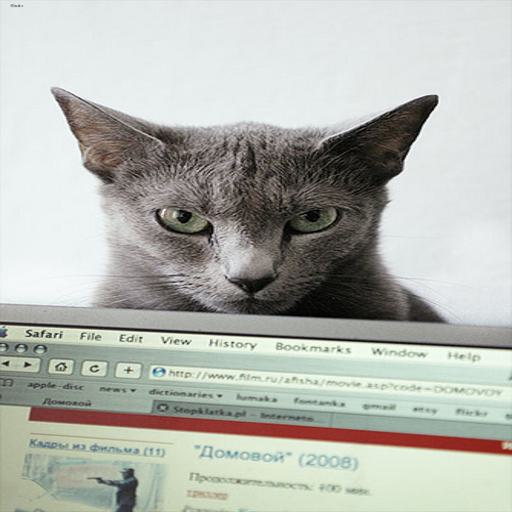 Safari File Edit View History Bookmarks Window Help
http://www.film.ru/afisha/movie.asp?code=DOMOVOY
apple-disc news dictionaries lumaka fontanka gmail etsy flickr
Домовой Stopklatka.pl - Interneto...
Кадры из фильма (11)
"Домовой" (2008)
Продолжительность: 100 мин.
триллер